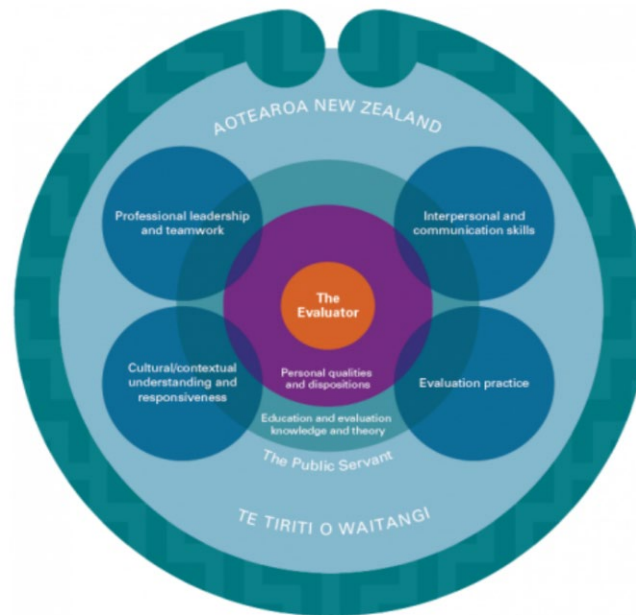 AOTEAROA NEW ZEALAND
Professional leadership
and teamwork
Interpersonal and
communication skills
The
Evaluator
Cultural/contextual
understanding and
responsiveness
Personal qualities
and dispositions
Evaluation practice
Education and evaluation
knowledge and theory
The Public Servant
TE TIRITI O WAITANGI